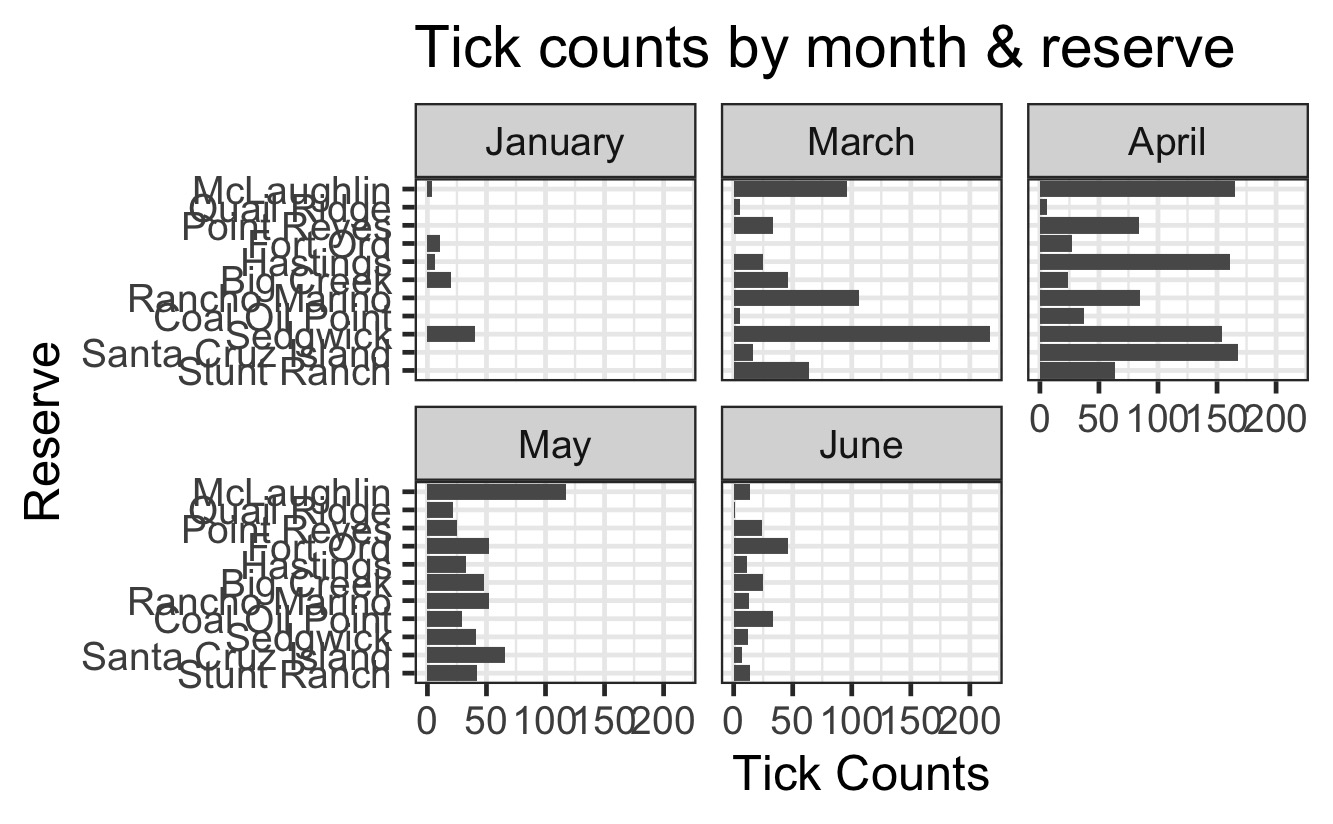 Tick counts by month & reserve
January
March
April
McLaughlin
Quail Ridge
Point Reyes
Fort Ord
Hastings
Big Creek
Rancho Marino
Coal Oil Point
Sedgwick
Santa Cruz Island
Stunt Ranch
0 50 100 150 200
Reserve
May
June
McLaughlin
Quail Ridge
Point Reyes
Fort Ord
Hastings
Big Creek
Rancho Marino
Coal Oil Point
Sedgwick
Santa Cruz Island
Stunt Ranch
0 50 100 150 200
0 50 100 150 200
Tick Counts